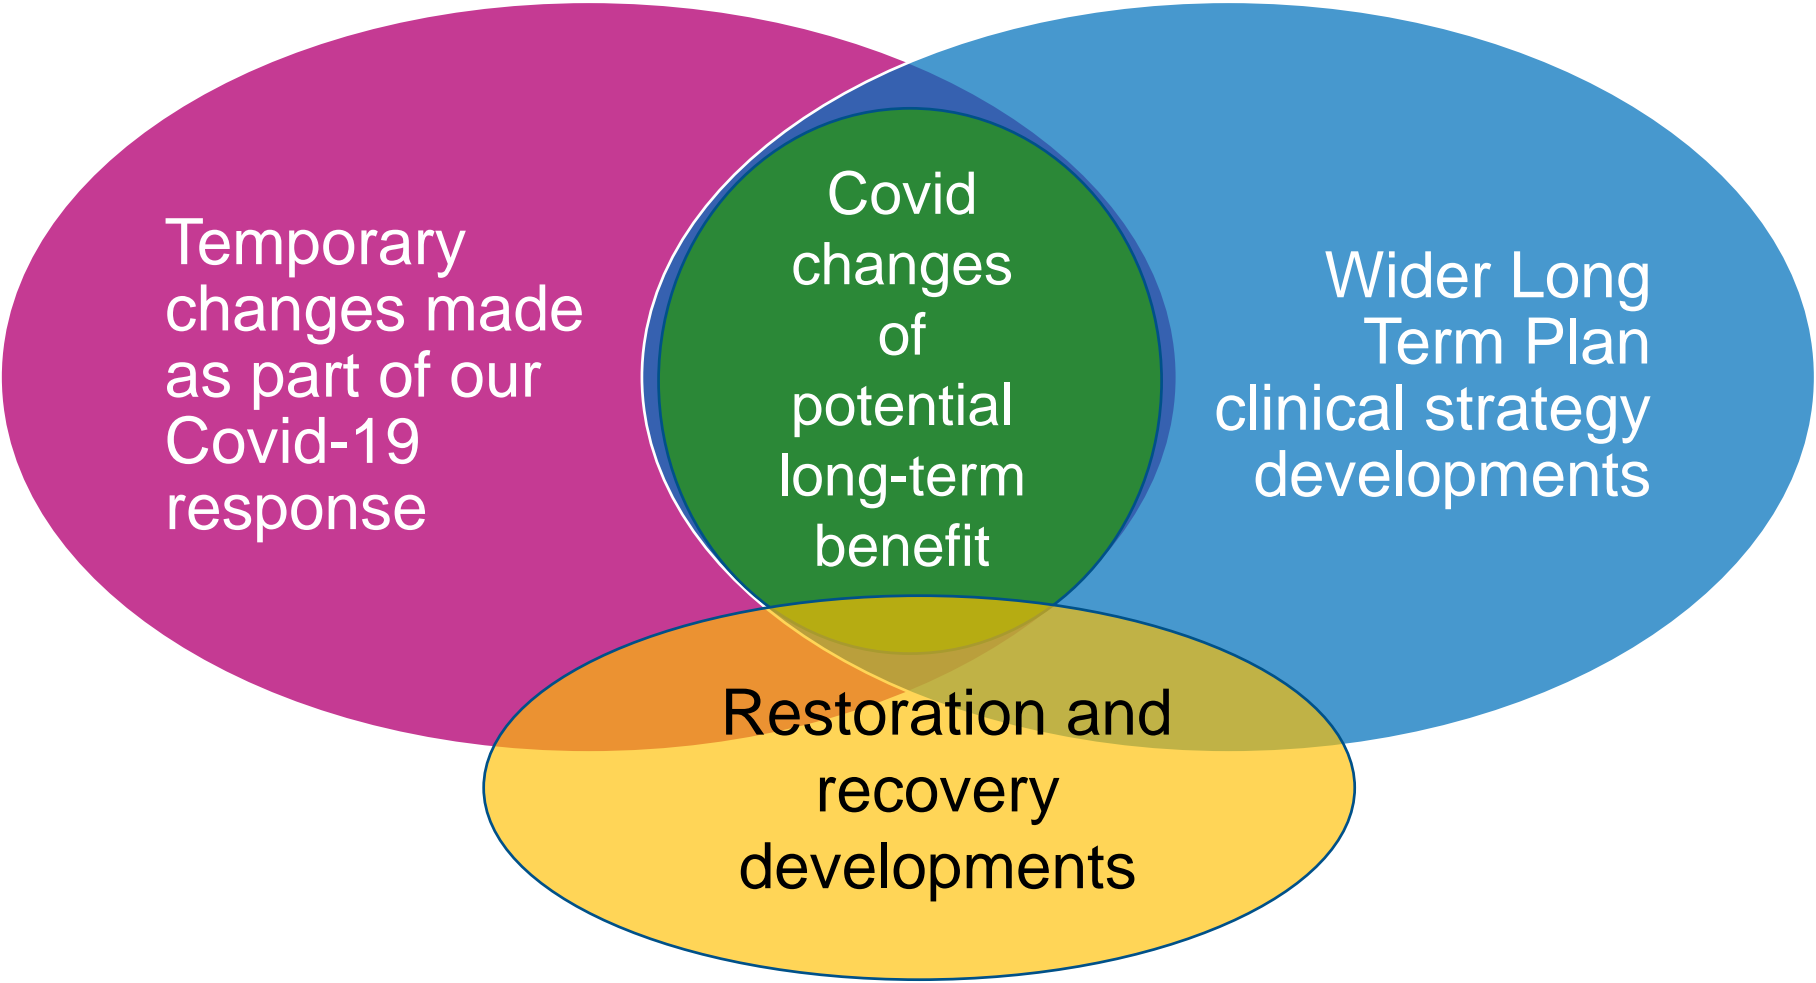 Temporary
changes made
as part of our
Covid-19
response
Covid
changes
of
potential
long-term
benefit
Wider Long
Term Plan
clinical strategy
developments
Restoration and
recovery
developments